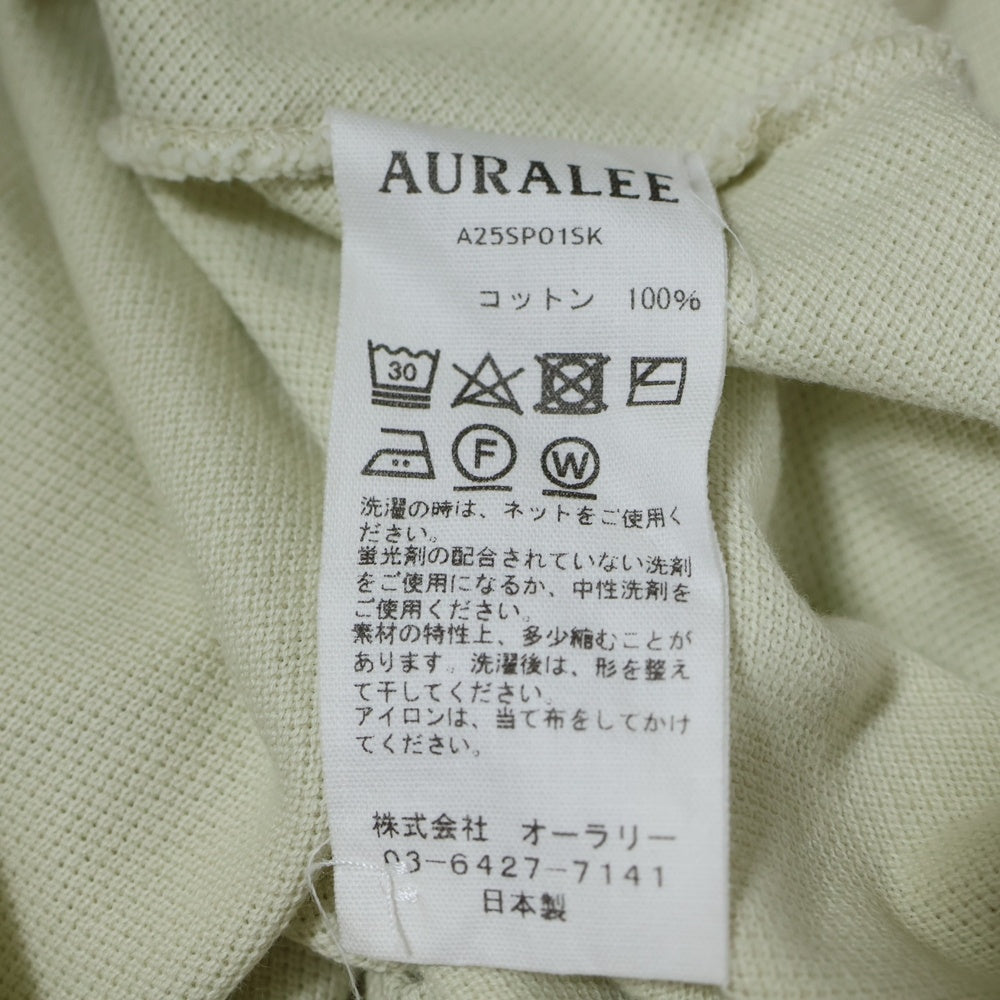 AURALEE
A25SP01SK
コットン 100%
30
F W
洗濯の時は、ネットをご使用く
ださい。
蛍光剤の配合されていない洗剤
をご使用になるか、中性洗剤を
ご使用ください。
素材の特性上、多少縮むことが
あります。洗濯後は、形を整え
て干してください。
アイロンは、当て布をしてかけ
てください。
株式会社 オーラリー
03-6427-7141
日本製